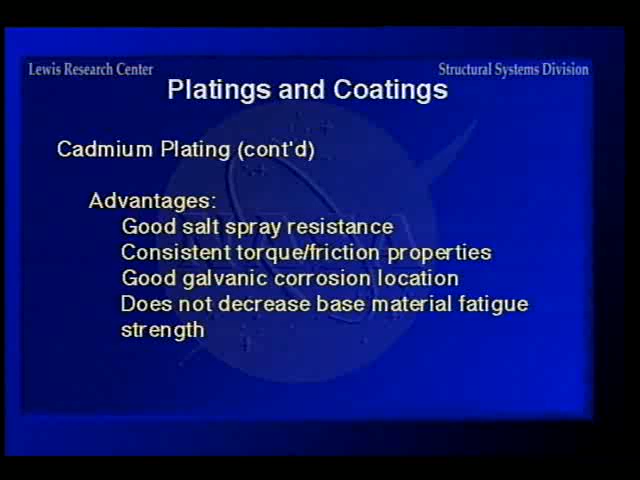 Lewis Research Center
Structural Systems Division
Platings and Coatings
Cadmium Plating (cont'd)
Advantages:
Good salt spray resistance
Consistent torque/friction properties
Good galvanic corrosion location
Does not decrease base material fatigue
strength
NASA